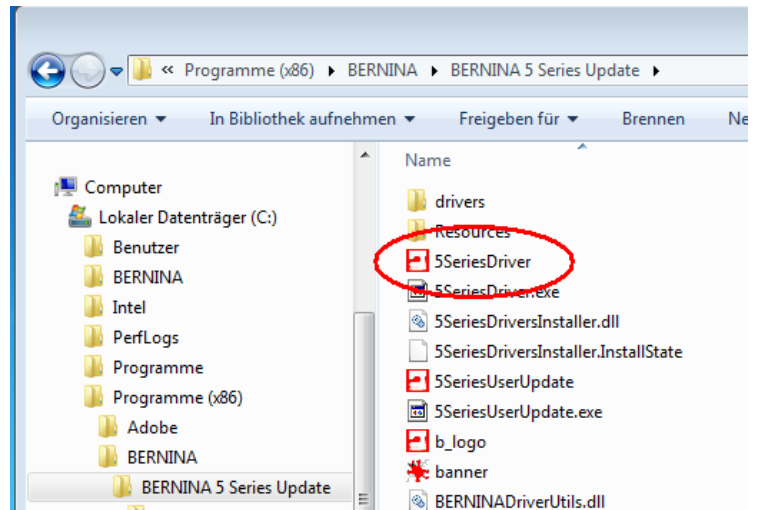 « Programme (x86) ▸ BERNINA ▸ BERNINA 5 Series Update ▸
Organisieren ▾ In Bibliothek aufnehmen ▾ Freigeben für ▾ Brennen Ne
Name
Computer
Lokaler Datenträger (C:)
Benutzer
BERNINA
Intel
PerfLogs
Programme
Programme (x86)
Adobe
BERNINA
BERNINA 5 Series Update
drivers
Resources
5SeriesDriver
5SeriesDriver.exe
5SeriesDriversInstaller.dll
5SeriesDriversInstaller.InstallState
5SeriesUserUpdate
5SeriesUserUpdate.exe
b_logo
banner
BERNINADriverUtils.dll